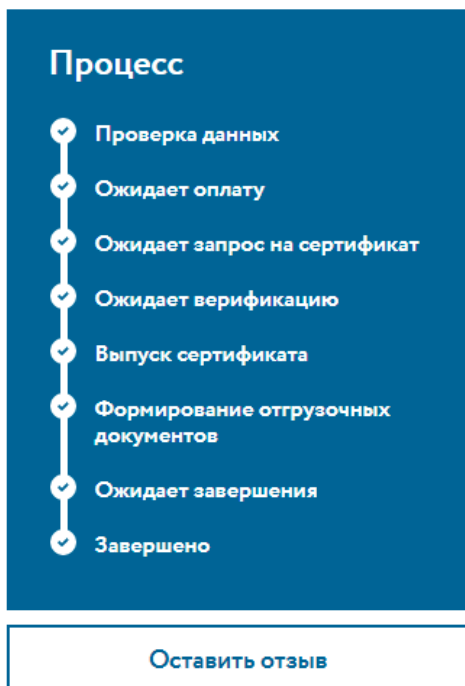 Процесс
Проверка данных
Ожидает оплату
Ожидает запрос на сертификат
Ожидает верификацию
Выпуск сертификата
Формирование отгрузочных
документов
Ожидает завершения
Завершено
Оставить отзыв